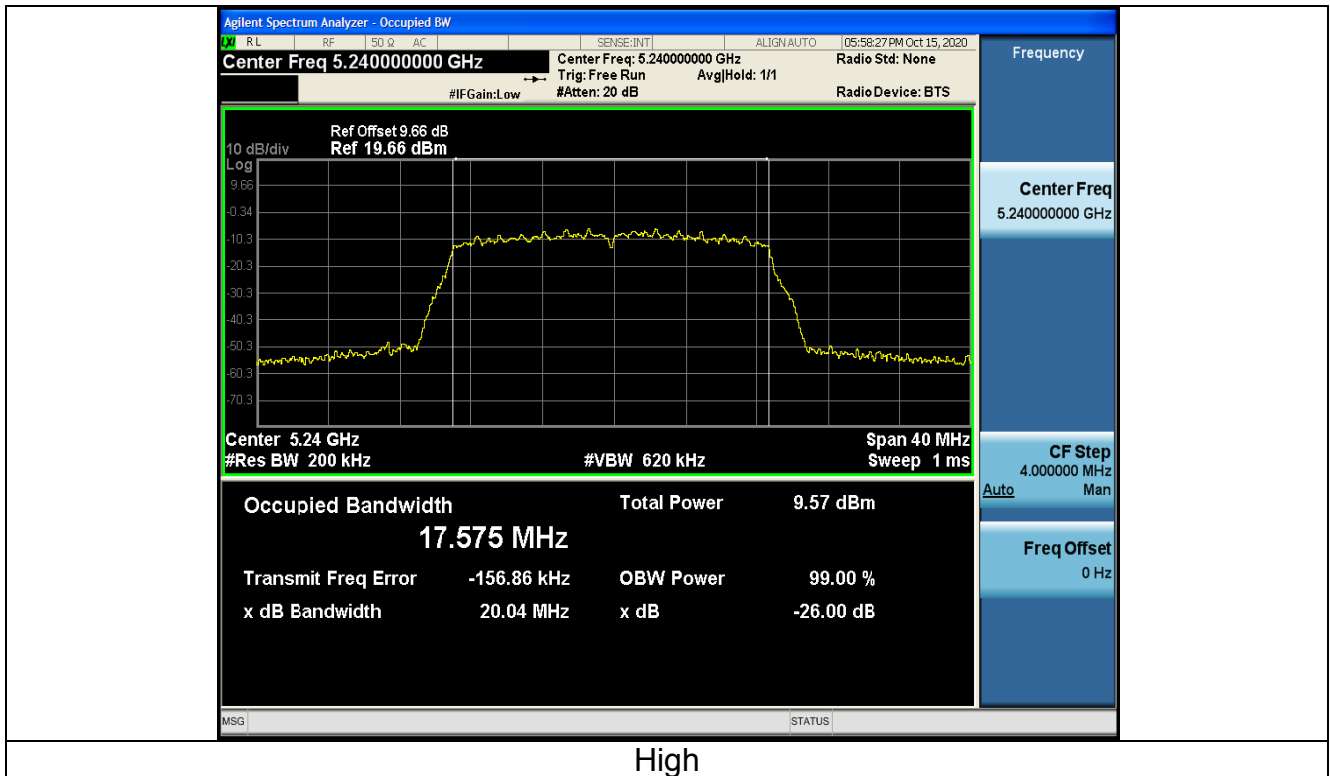 Agilent Spectrum Analyzer - Occupied BW
LXI RL RF 50 Ω AC SENSE:INT ALIGN AUTO 05:58:27 PM Oct 15, 2020
Center Freq 5.240000000 GHz
#IFGain:Low
Center Freq: 5.240000000 GHz
Trig: Free Run Avg|Hold: 1/1
#Atten: 20 dB
Radio Std: None
Radio Device: BTS
Ref Offset 9.66 dB
10 dB/div Ref 19.66 dBm
Log
9.66
-0.34
-10.3
-20.3
-30.3
-40.3
-50.3
-60.3
-70.3
Center 5.24 GHz Span 40 MHz
#Res BW 200 kHz #VBW 620 kHz Sweep 1 ms
Occupied Bandwidth Total Power 9.57 dBm
17.575 MHz
Transmit Freq Error -156.86 kHz OBW Power 99.00 %
x dB Bandwidth 20.04 MHz x dB -26.00 dB
MSG STATUS
Frequency
Center Freq
5.240000000 GHz
CF Step
4.000000 MHz
Auto Man
Freq Offset
0 Hz
High